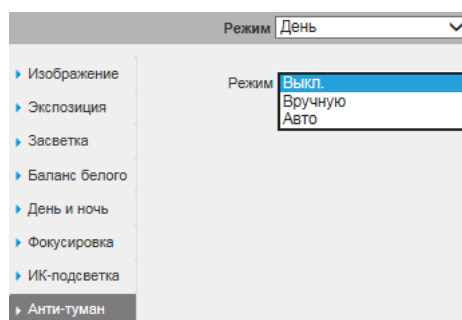 Режим День
Изображение
Режим Выкл.
Вручную
Авто
Экспозиция
Засветка
Баланс белого
День и ночь
Фокусировка
ИК-подсветка
Анти-туман